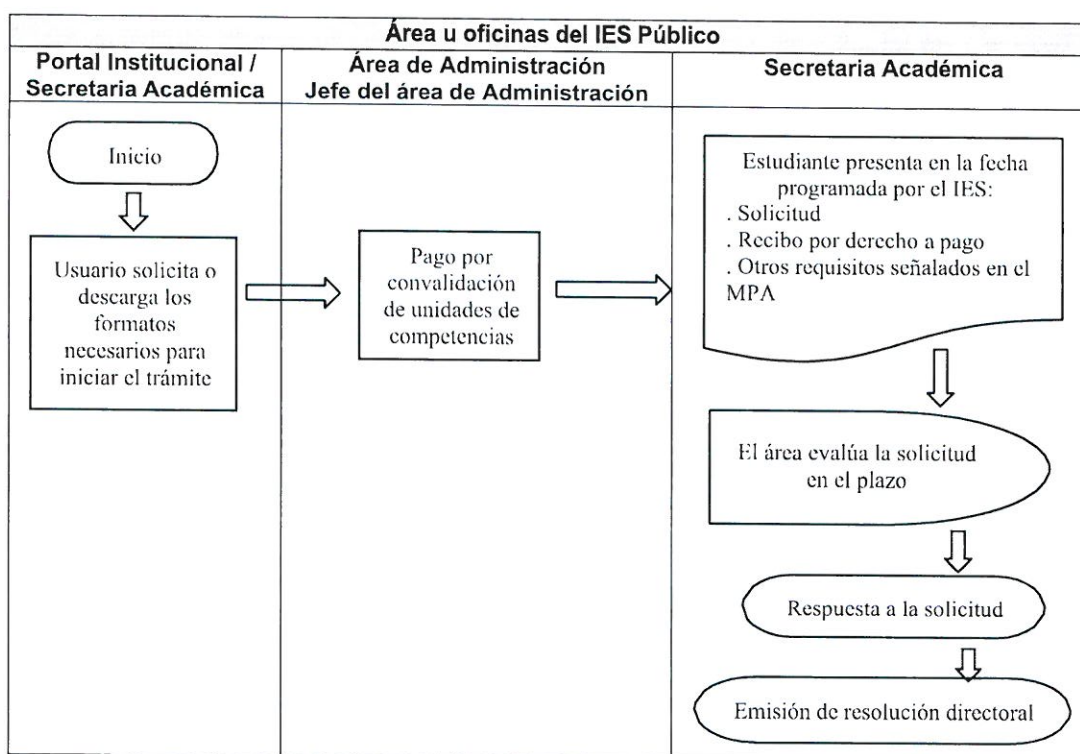 Área u oficinas del IES Público
Portal Institucional /
Secretaria Académica
Área de Administración
Jefe del área de Administración
Secretaria Académica
Inicio
Usuario solicita o
descarga los
formatos
necesarios para
iniciar el trámite
Pago por
convalidación
de unidades de
competencias
Estudiante presenta en la fecha
programada por el IES:
. Solicitud
. Recibo por derecho a pago
. Otros requisitos señalados en el
MPA
El área evalúa la solicitud
en el plazo
Respuesta a la solicitud
Emisión de resolución directoral